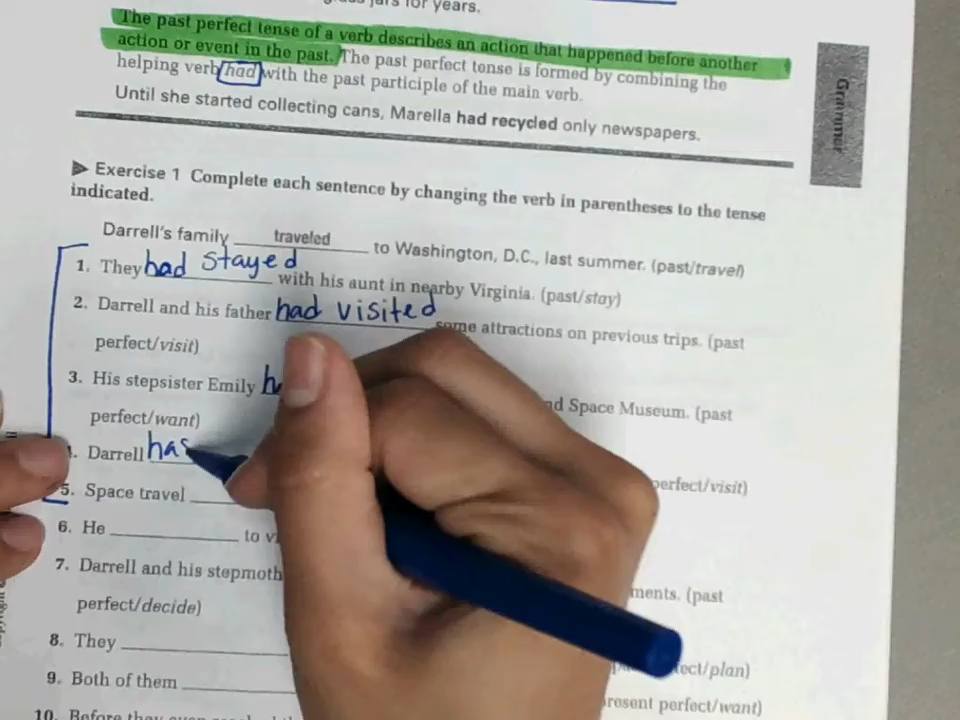 jars for years.
The past perfect tense of a verb describes an action that happened before another
action or event in the past. The past perfect tense is formed by combining the
helping verb had with the past participle of the main verb.
Until she started collecting cans, Marella had recycled only newspapers.
Grammar
Exercise 1 Complete each sentence by changing the verb in parentheses to the tense
indicated.
Darrell's family traveled to Washington, D.C., last summer. (past/travel)
1. They had stayed with his aunt in nearby Virginia. (past/stay)
2. Darrell and his father had visited some attractions on previous trips. (past
perfect/visit)
3. His stepsister Emily Space Museum. (past
perfect/want)
Darrell has perfect/visit)
5. Space travel
6. He to
7. Darrell and his (past
perfect/decide)
8. They
9. Both of them perfect/want)
10. Before they even